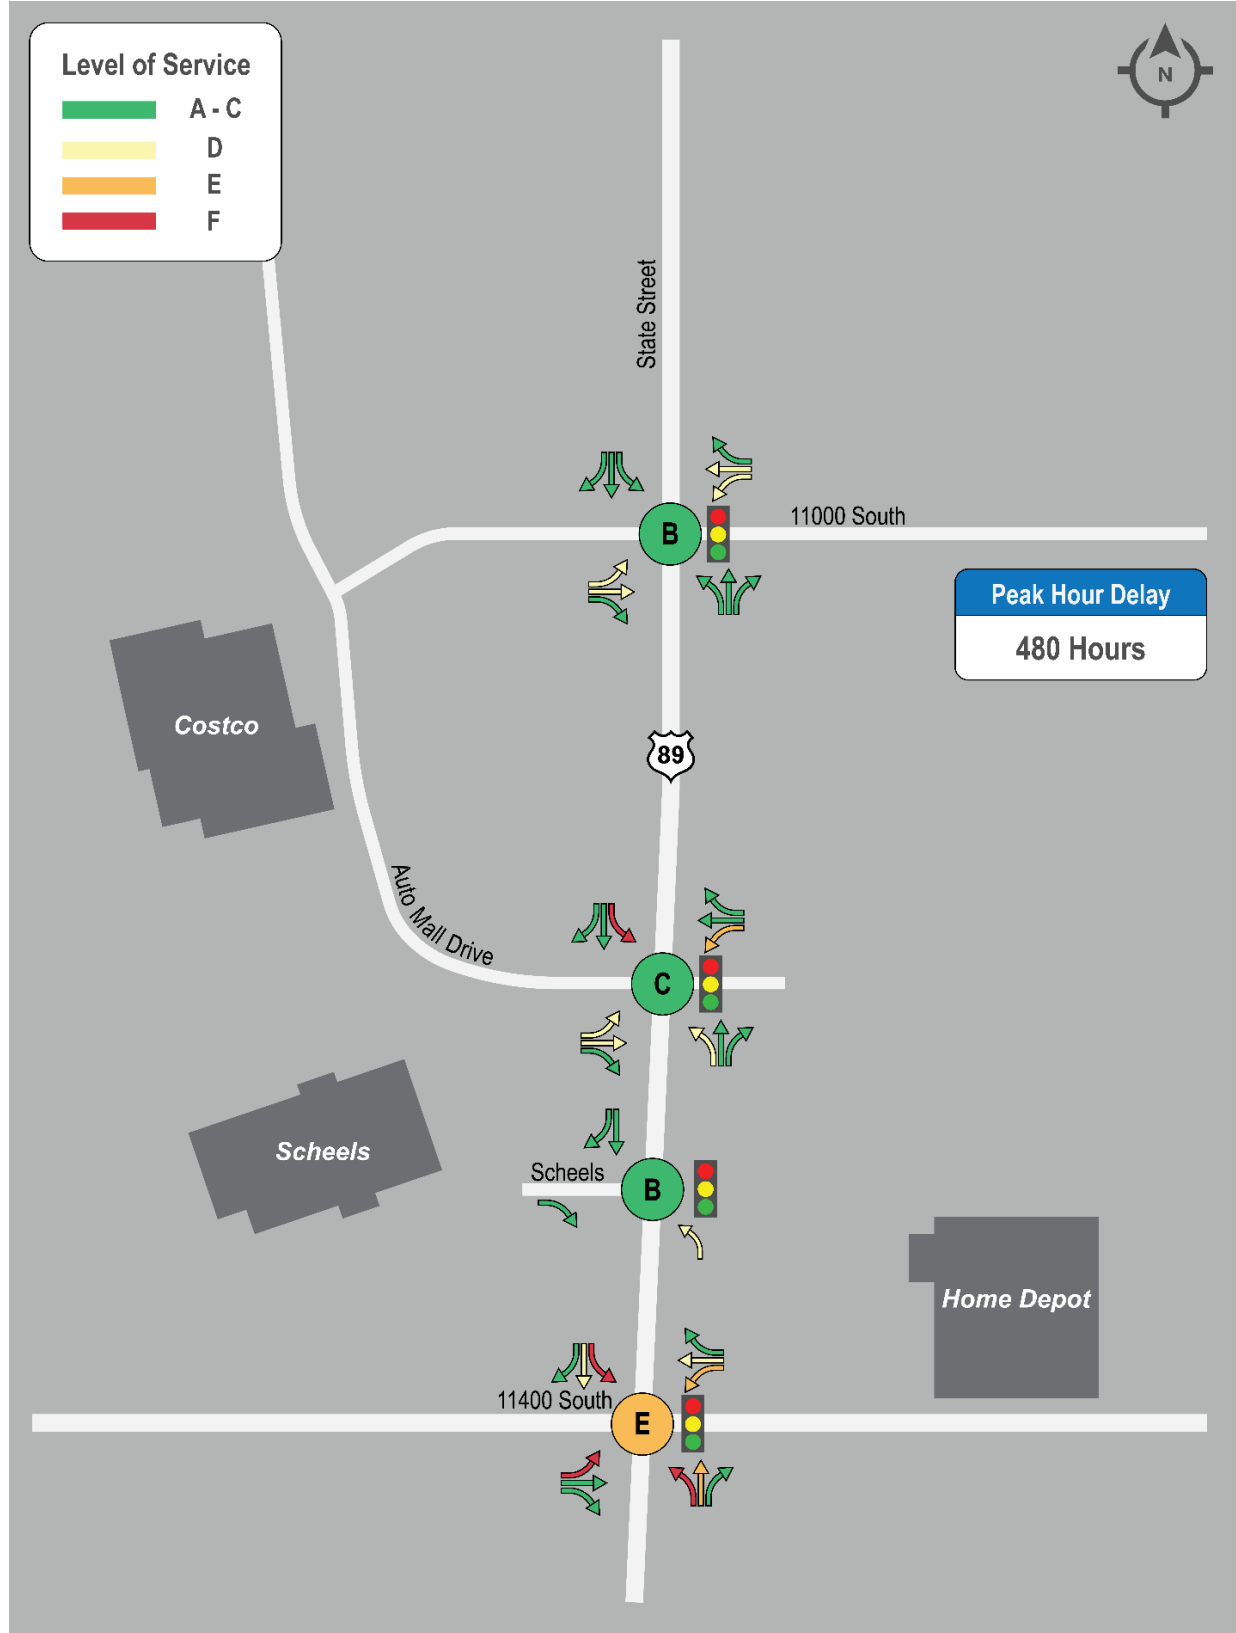 Level of Service
A - C
D
E
F
N
State Street
B
11000 South
Peak Hour Delay
480 Hours
Costco
89
Auto Mall Drive
C
Scheels
Scheels
B
Home Depot
11400 South
E